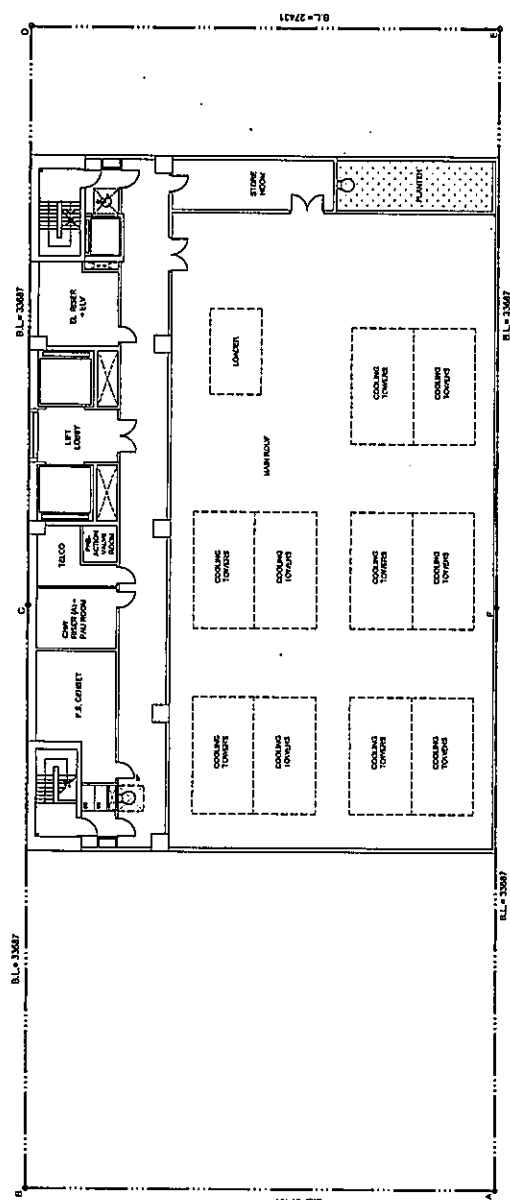 D
B.L.= 27431
E
B.L.= 33687
STORE
ROOM
PLANTER
EL RISER
+ ELV
LOADER
B.L.= 33687
LIFT
LOBBY
MAIN ROOF
COOLING
TOWERS
COOLING
TOWERS
TELCO
PRE-
ACTION
VALVE
ROOM
COOLING
TOWERS
COOLING
TOWERS
COOLING
TOWERS
COOLING
TOWERS
C
F
CHW
RISER (A) +
PAU ROOM
F.S. GENSET
COOLING
TOWERS
COOLING
TOWERS
COOLING
TOWERS
COOLING
TOWERS
B.L.= 33687
B.L.= 33687
B
A